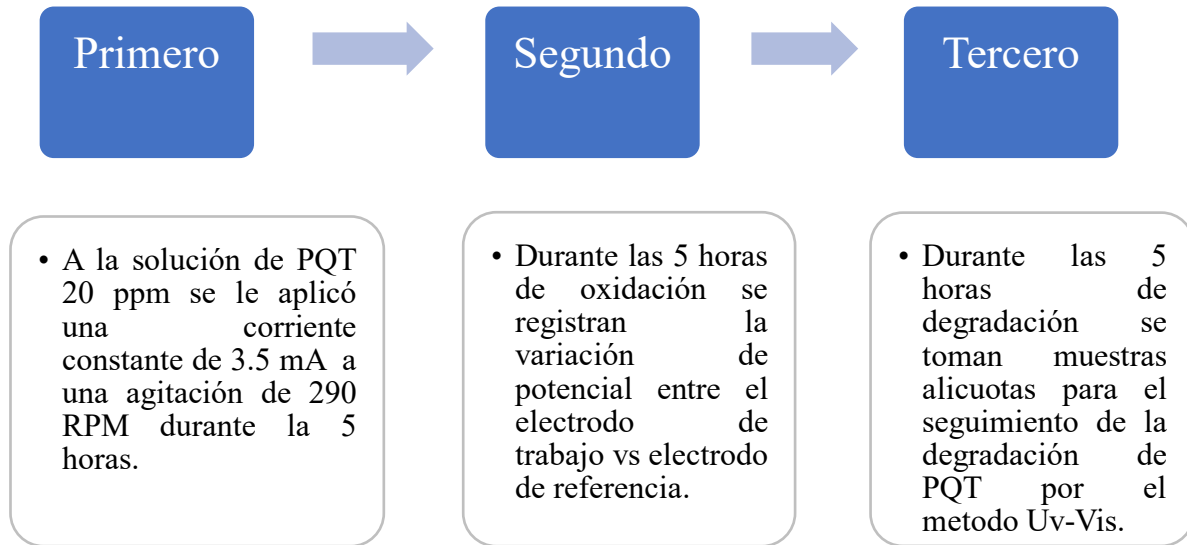 Primero
Segundo
Tercero
• A la solución de PQT
20 ppm se le aplicó
una corriente
constante de 3.5 mA a
una agitación de 290
RPM durante la 5
horas.
• Durante las 5 horas
de oxidación se
registran la
variación de
potencial entre el
electrodo de
trabajo vs electrodo
de referencia.
• Durante las 5
horas de
degradación se
toman muestras
alicuotas para el
seguimiento de la
degradación de
PQT por el
metodo Uv-Vis.